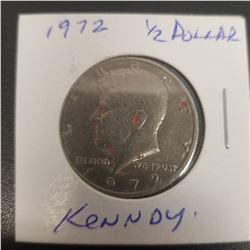 1972 1/2 DOLLAR
LIBERTY
IN GOD WE TRUST
1972
KENNDY.